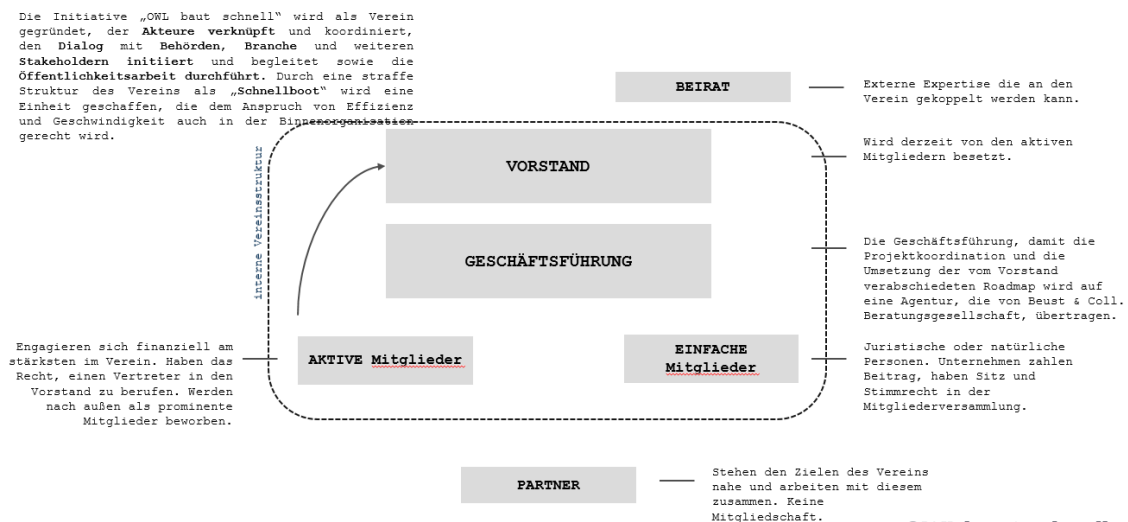 Die Initiative „OWL baut schnell“ wird als Verein
gegründet, der Akteure verknüpft und koordiniert,
den Dialog mit Behörden, Branche und weiteren
Stakeholdern initiiert und begleitet sowie die
Öffentlichkeitsarbeit durchführt. Durch eine straffe
Struktur des Vereins als „Schnellboot“ wird eine
Einheit geschaffen, die dem Anspruch von Effizienz
und Geschwindigkeit auch in der Binnenorganisation
gerecht wird.
BEIRAT
Externe Expertise die an den
Verein gekoppelt werden kann.
interne Vereinsstruktur
VORSTAND
Wird derzeit von den aktiven
Mitgliedern besetzt.
GESCHÄFTSFÜHRUNG
Die Geschäftsführung, damit die
Projektkoordination und die
Umsetzung der vom Vorstand
verabschiedeten Roadmap wird auf
eine Agentur, die von Beust & Coll.
Beratungsgesellschaft, übertragen.
Engagieren sich finanziell am
stärksten im Verein. Haben das
Recht, einen Vertreter in den
Vorstand zu berufen. Werden
nach außen als prominente
Mitglieder beworben.
AKTIVE Mitglieder
EINFACHE
Mitglieder
Juristische oder natürliche
Personen. Unternehmen zahlen
Beitrag, haben Sitz und
Stimmrecht in der
Mitgliederversammlung.
PARTNER
Stehen den Zielen des Vereins
nahe und arbeiten mit diesem
zusammen. Keine
Mitgliedschaft.